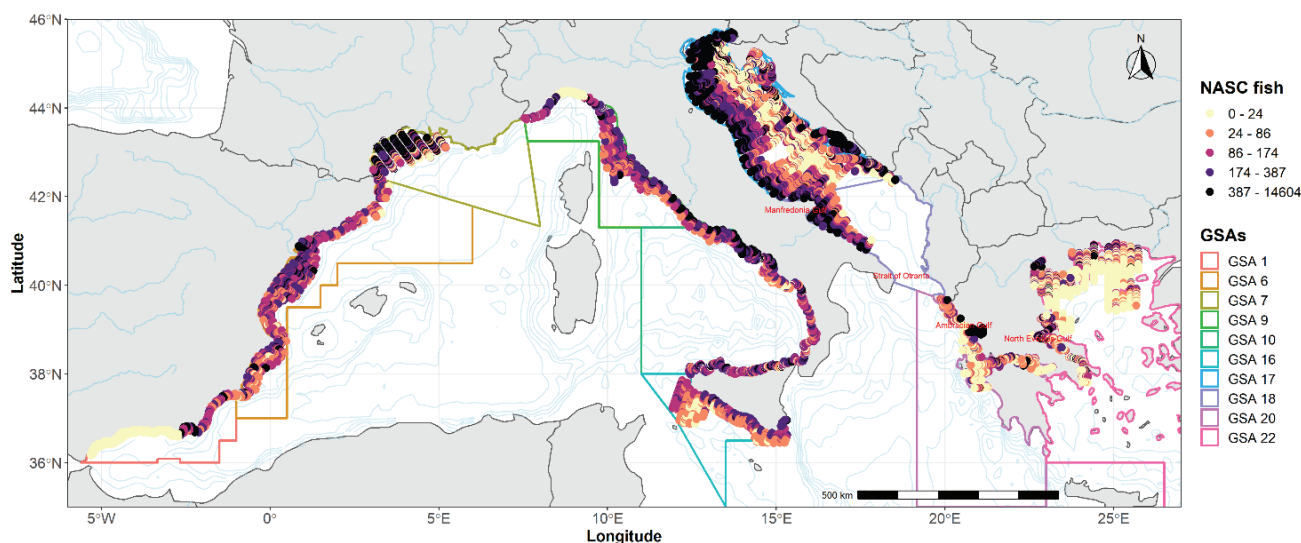 46°N
44°N
42°N
40°N
38°N
36°N
Latitude
5°W
0°
5°E
10°E
15°E
20°E
25°E
Longitude
N
Manfredonia Gulf
Strait of Otranto
Ambracian Gulf
North Evoikos Gulf
500 km
NASC fish
0 - 24
24 - 86
86 - 174
174 - 387
387 - 14604
GSAs
GSA 1
GSA 6
GSA 7
GSA 9
GSA 10
GSA 16
GSA 17
GSA 18
GSA 20
GSA 22